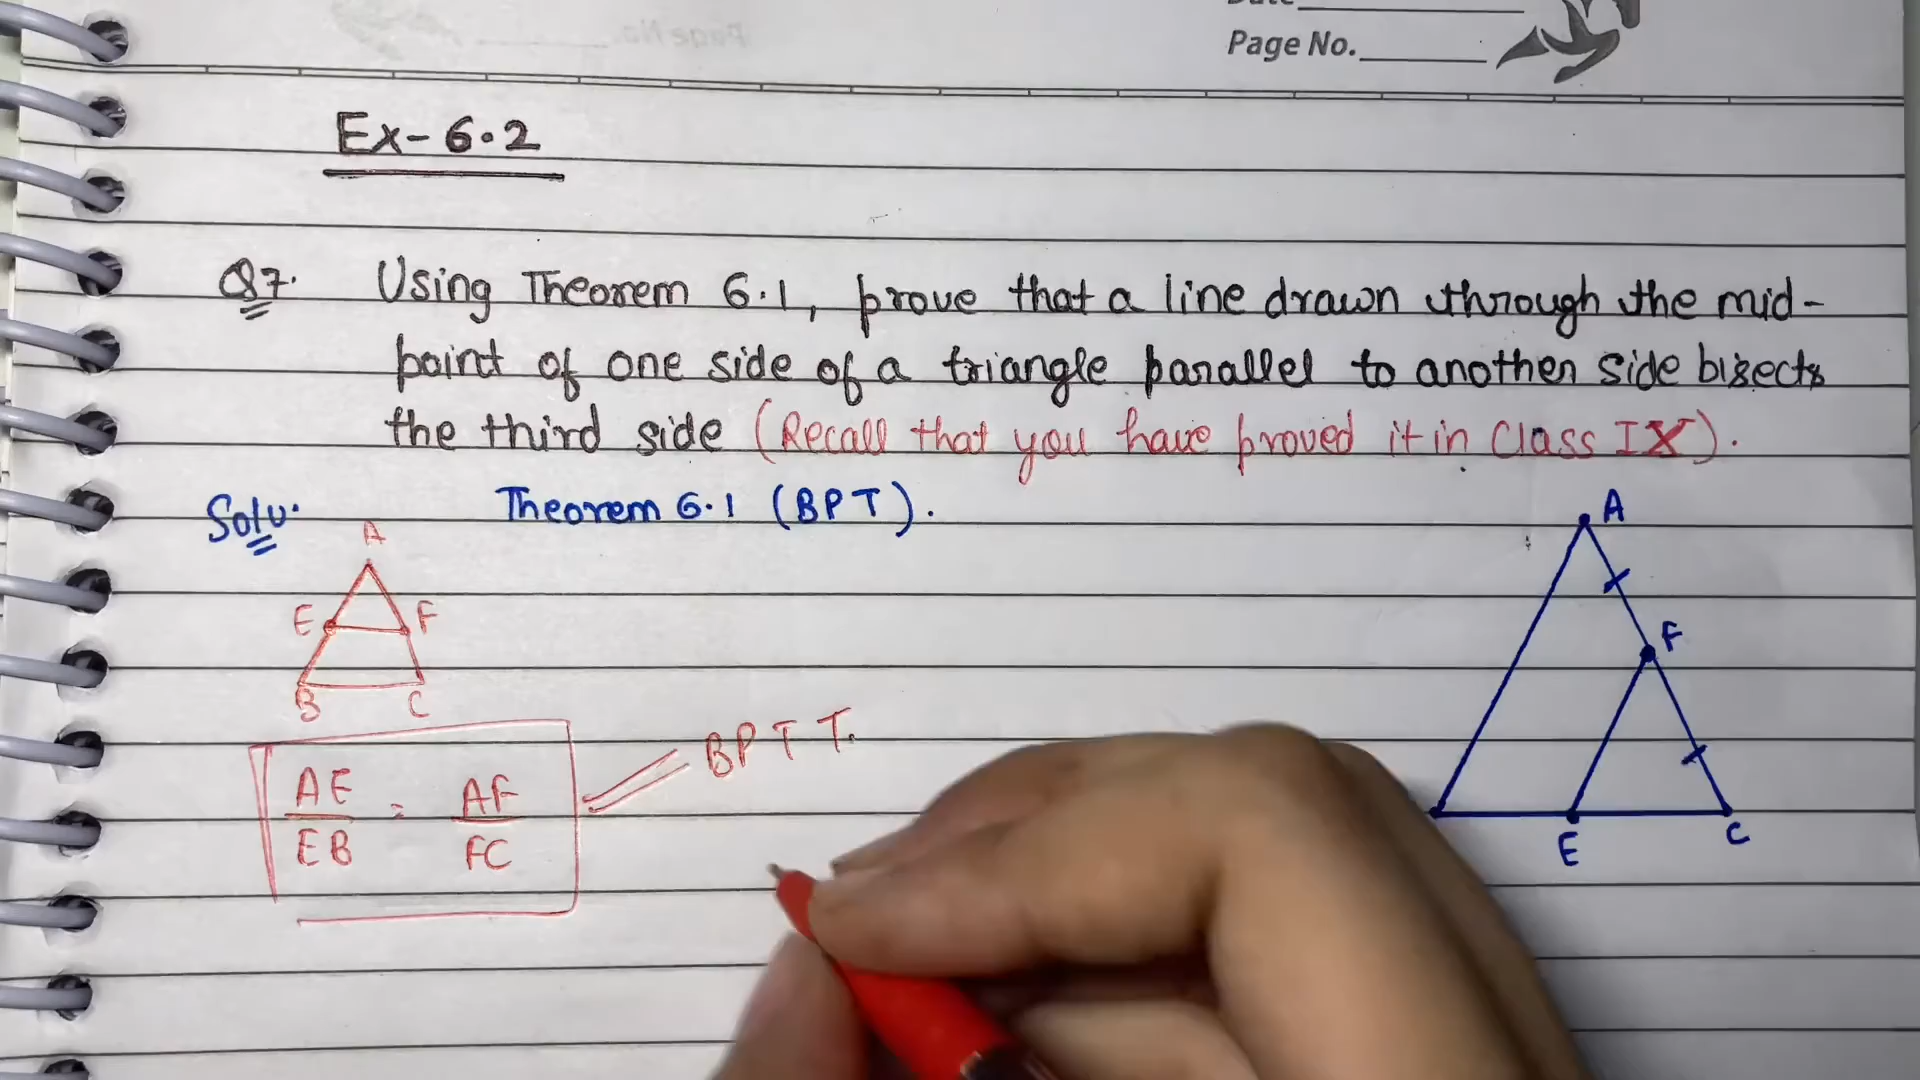 Page No.
Ex- 6.2
Q7. Using Theorem 6.1, prove that a line drawn through the mid-
point of one side of a triangle parallel to another side bisects
the third side (Recall that you have proved it in Class IX).
Soln. Theorem 6.1 (BPT).
A
E F
B C
AE = AF
EB FC
BPT T.
A
F
E C